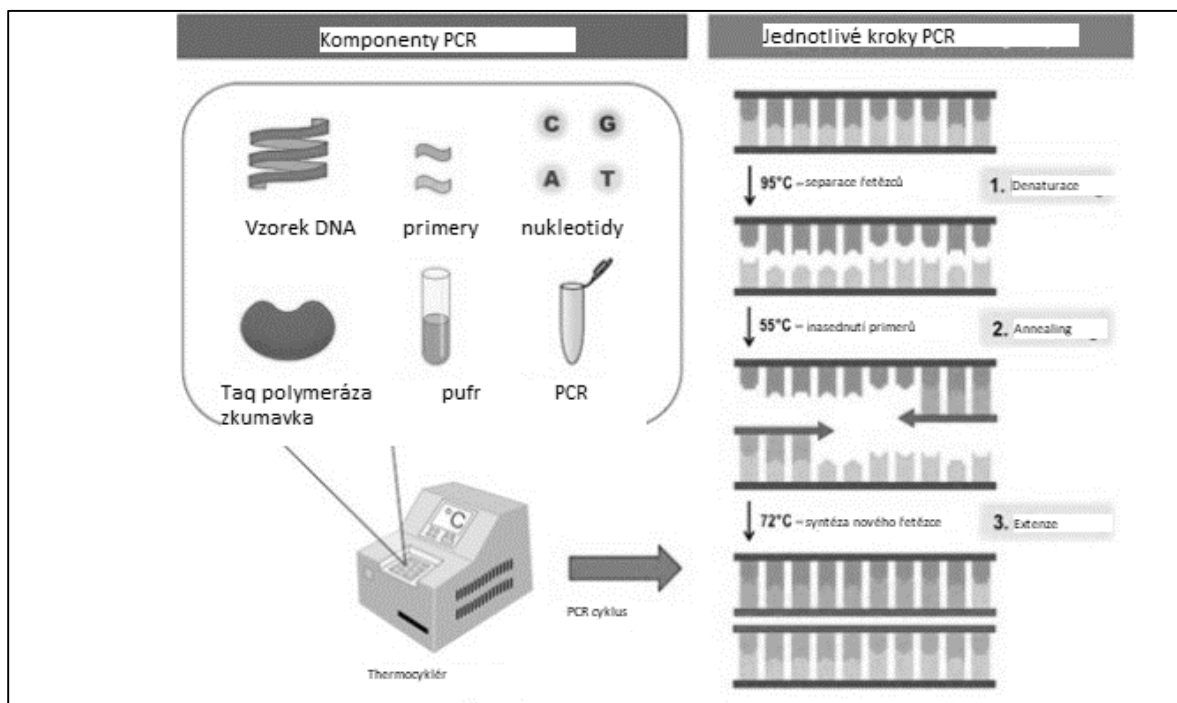 Komponenty PCR
C G
A T
Vzorek DNA primery nukleotidy
Taq polymeráza pufr PCR
zkumavka
°C
Thermocyklér
PCR cyklus
Jednotlivé kroky PCR
95°C – separace řetězců 1. Denaturace
55°C – inasednutí primerů 2. Annealing
72°C – syntéza nového řetězce 3. Extenze